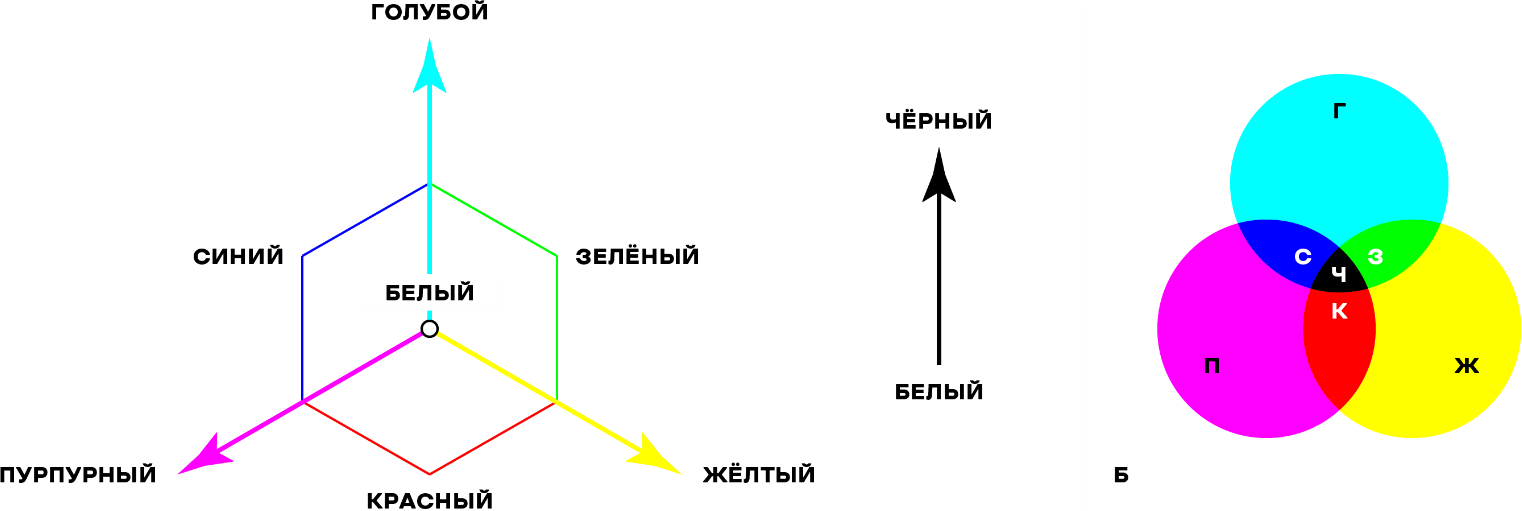 ГОЛУБОЙ
СИНИЙ
ЗЕЛЁНЫЙ
БЕЛЫЙ
ПУРПУРНЫЙ
ЖЁЛТЫЙ
КРАСНЫЙ
ЧЁРНЫЙ
БЕЛЫЙ
Г
С
З
Ч
К
П
Ж
Б